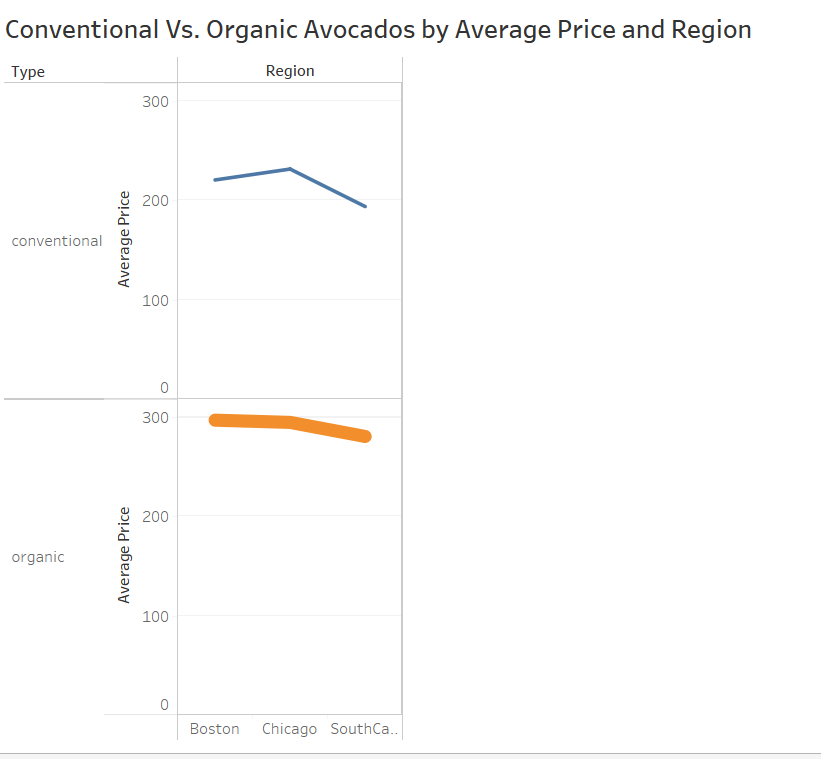 Conventional Vs. Organic Avocados by Average Price and Region
Type
Region
conventional
Average Price
300
200
100
0
organic
Average Price
300
200
100
0
Boston Chicago SouthCa..